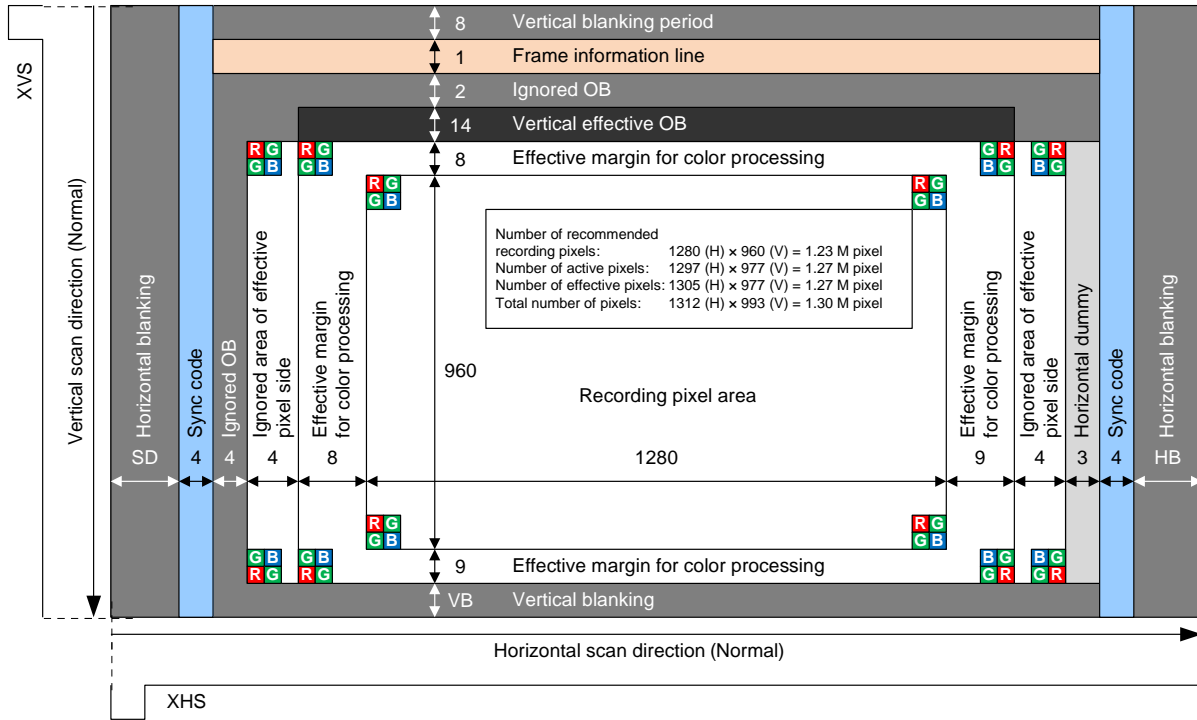 8 Vertical blanking period
1 Frame information line
2 Ignored OB
14 Vertical effective OB
R G R G 8 Effective margin for color processing G R G R
G B G B B G B G
R G R G
G B G B
XVS
Vertical scan direction (Normal)
Number of recommended
recording pixels: 1280 (H) × 960 (V) = 1.23 M pixel
Number of active pixels: 1297 (H) × 977 (V) = 1.27 M pixel
Number of effective pixels: 1305 (H) × 977 (V) = 1.27 M pixel
Total number of pixels: 1312 (H) × 993 (V) = 1.30 M pixel
Horizontal blanking
Sync code
Ignored OB
Ignored area of effective
pixel side
Effective margin
for color processing
960
Recording pixel area
Effective margin
for color processing
Ignored area of effective
pixel side
Horizontal dummy
Sync code
Horizontal blanking
SD 4 4 4 8 1280 9 4 3 4 HB
R G R G
G B G B
G B G B 9 Effective margin for color processing B G B G
R G R G G R G R
VB Vertical blanking
Horizontal scan direction (Normal)
XHS